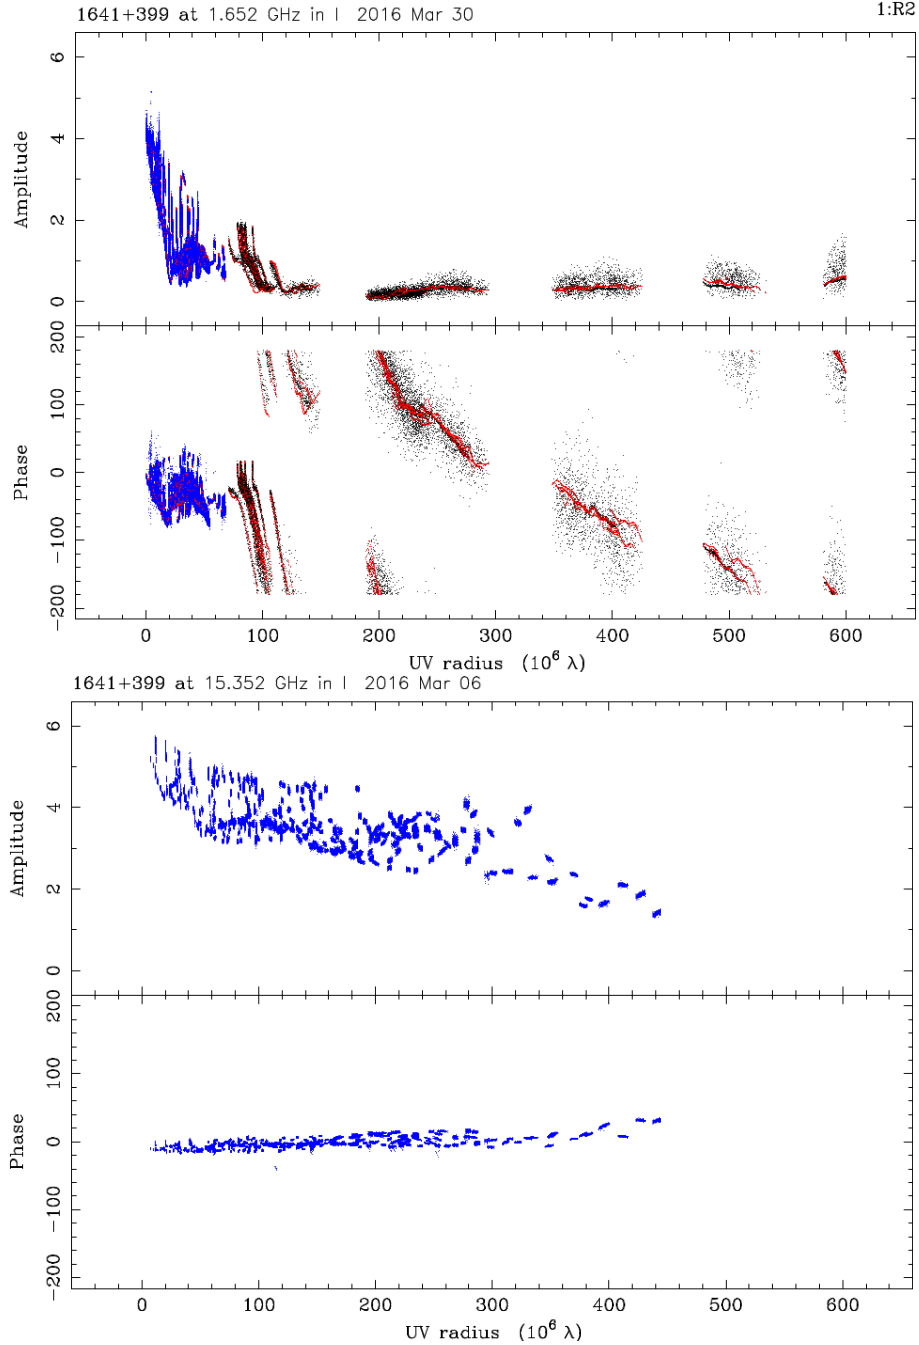 1641+399 at 1.652 GHz in I 2016 Mar 30
1:R2
Amplitude
6
4
2
0
Phase
200
100
0
−100
−200
0 100 200 300 400 500 600
UV radius (10⁶ λ)
1641+399 at 15.352 GHz in I 2016 Mar 06
Amplitude
6
4
2
0
Phase
200
100
0
−100
−200
0 100 200 300 400 500 600
UV radius (10⁶ λ)